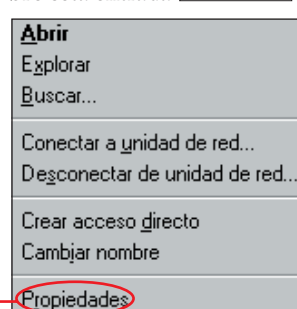 Abrir
Explorar
Buscar...
Conectar a unidad de red...
Desconectar de unidad de red...
Crear acceso directo
Cambiar nombre
Propiedades